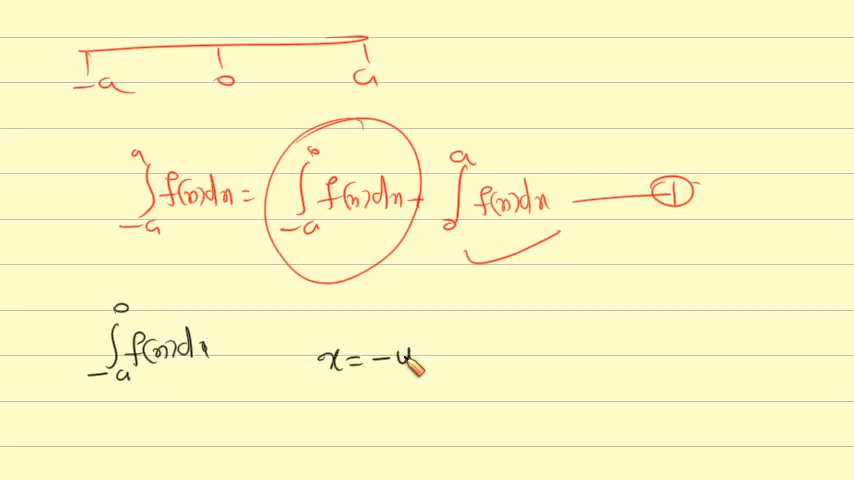 -a 0 a
∫_{-a}^{a} f(x)dx = ∫_{-a}^{0} f(x)dx + ∫_{0}^{a} f(x)dx — 1
∫_{-a}^{0} f(x)dx x = -u